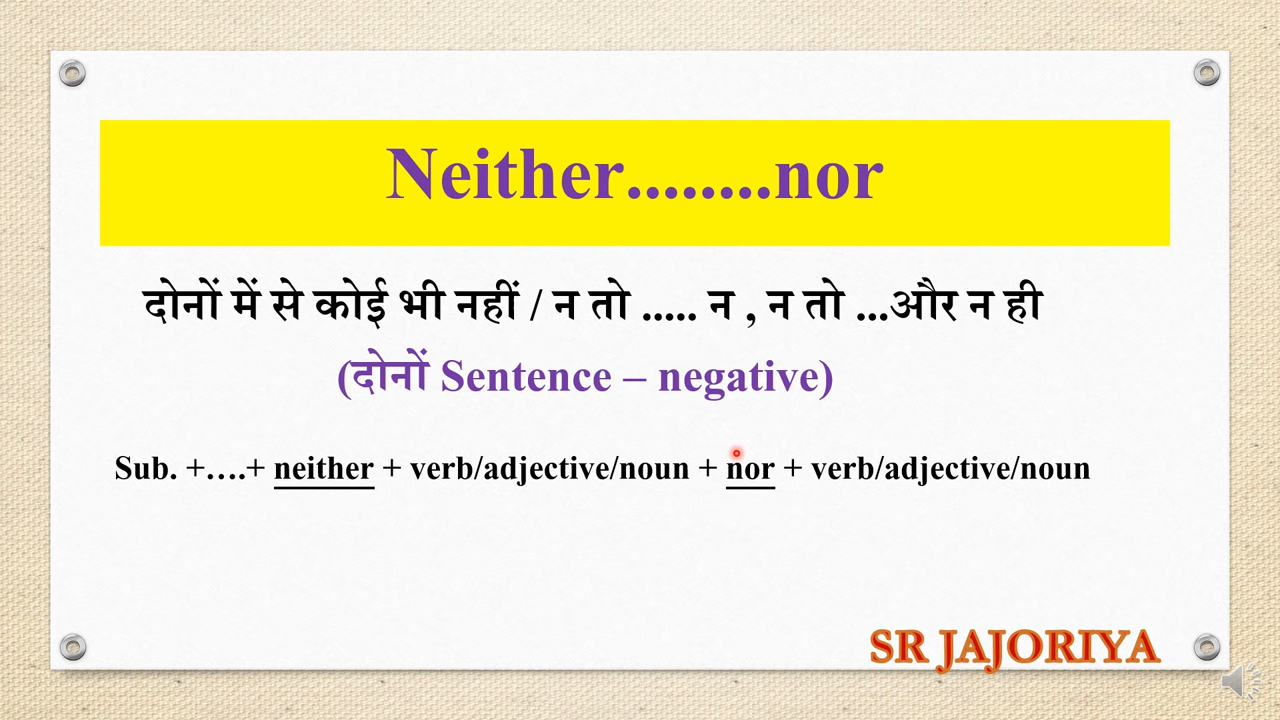 Neither........nor
दोनों में से कोई भी नहीं / न तो ..... न , न तो ...और न ही
(दोनों Sentence – negative)
Sub. +….+ neither + verb/adjective/noun + nor + verb/adjective/noun
SR JAJORIYA